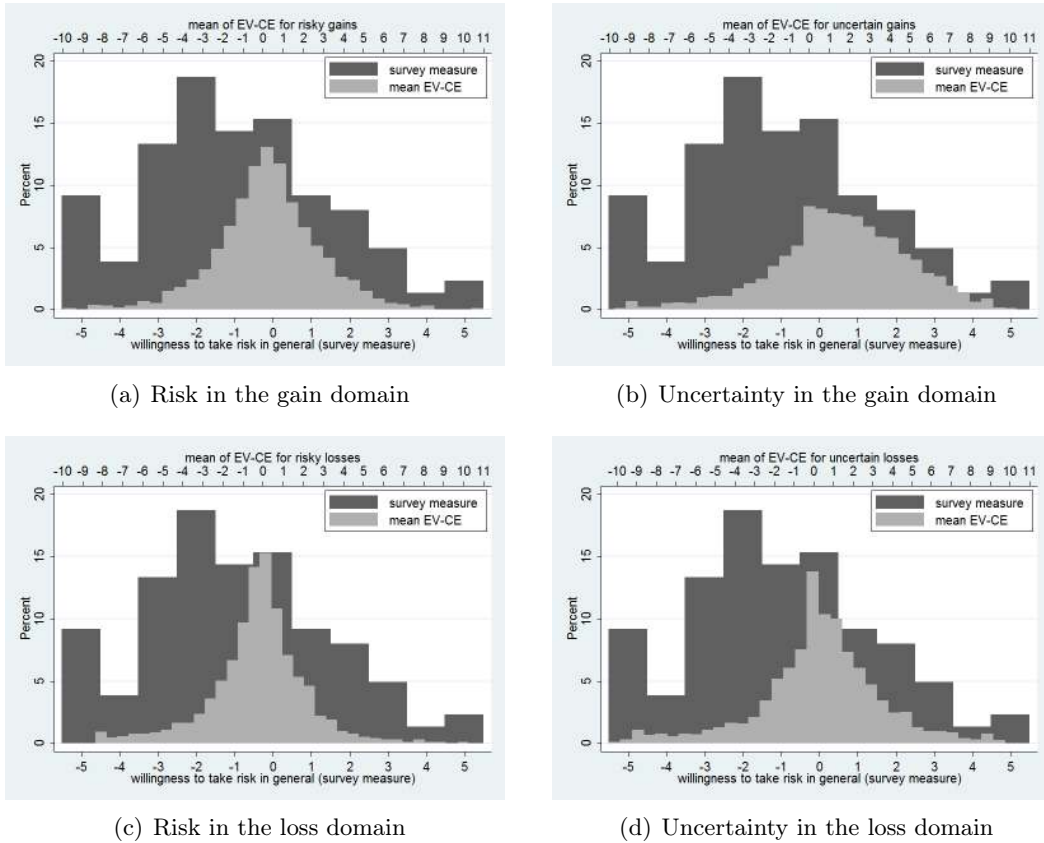 mean of EV-CE for risky gains
-10 -9 -8 -7 -6 -5 -4 -3 -2 -1 0 1 2 3 4 5 6 7 8 9 10 11
survey measure
mean EV-CE
Percent
20
15
10
5
0
-5 -4 -3 -2 -1 0 1 2 3 4 5
willingness to take risk in general (survey measure)
(a) Risk in the gain domain
mean of EV-CE for uncertain gains
-10 -9 -8 -7 -6 -5 -4 -3 -2 -1 0 1 2 3 4 5 6 7 8 9 10 11
survey measure
mean EV-CE
Percent
20
15
10
5
0
-5 -4 -3 -2 -1 0 1 2 3 4 5
willingness to take risk in general (survey measure)
(b) Uncertainty in the gain domain
mean of EV-CE for risky losses
-10 -9 -8 -7 -6 -5 -4 -3 -2 -1 0 1 2 3 4 5 6 7 8 9 10 11
survey measure
mean EV-CE
Percent
20
15
10
5
0
-5 -4 -3 -2 -1 0 1 2 3 4 5
willingness to take risk in general (survey measure)
(c) Risk in the loss domain
mean of EV-CE for uncertain losses
-10 -9 -8 -7 -6 -5 -4 -3 -2 -1 0 1 2 3 4 5 6 7 8 9 10 11
survey measure
mean EV-CE
Percent
20
15
10
5
0
-5 -4 -3 -2 -1 0 1 2 3 4 5
willingness to take risk in general (survey measure)
(d) Uncertainty in the loss domain